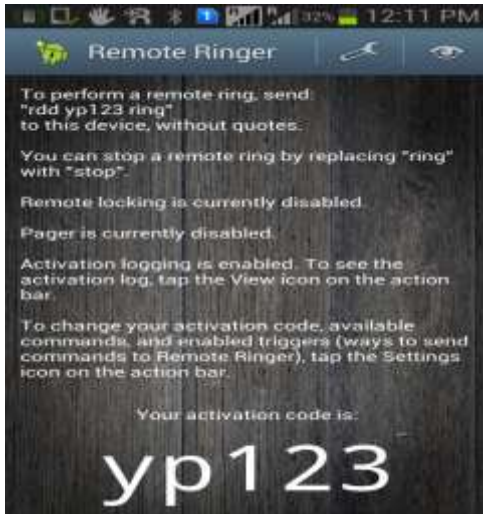 1 32% 12:11 PM
Remote Ringer
To perform a remote ring, send:
"rdd yp123 ring"
to this device, without quotes.
You can stop a remote ring by replacing "ring"
with "stop".
Remote locking is currently disabled.
Pager is currently disabled.
Activation logging is enabled. To see the
activation log, tap the View icon on the action
bar.
To change your activation code, available
commands, and enabled triggers (ways to send
commands to Remote Ringer), tap the Settings
icon on the action bar.
Your activation code is:
yp123